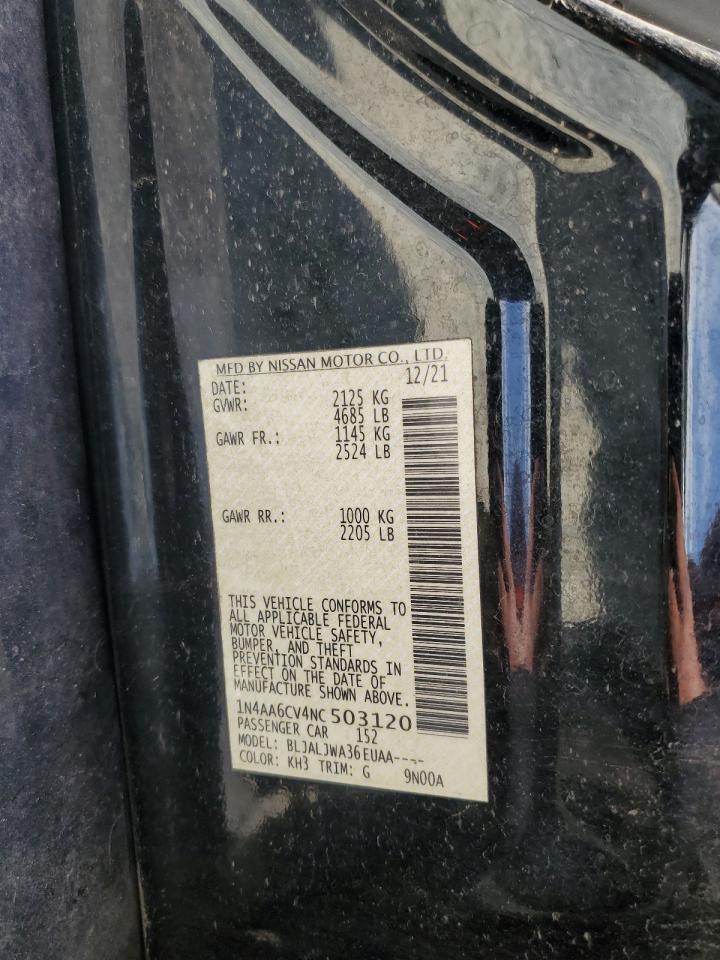 MFD BY NISSAN MOTOR CO., LTD.
DATE: 12/21
GVWR: 2125 KG
4685 LB
GAWR FR.: 1145 KG
2524 LB
GAWR RR.: 1000 KG
2205 LB
THIS VEHICLE CONFORMS TO
ALL APPLICABLE FEDERAL
MOTOR VEHICLE SAFETY,
BUMPER, AND THEFT
PREVENTION STANDARDS IN
EFFECT ON THE DATE OF
MANUFACTURE SHOWN ABOVE.
1N4AA6CV4NC 503120
PASSENGER CAR 152
MODEL: BLJALJWA36EUAA----
COLOR: KH3 TRIM: G 9N00A